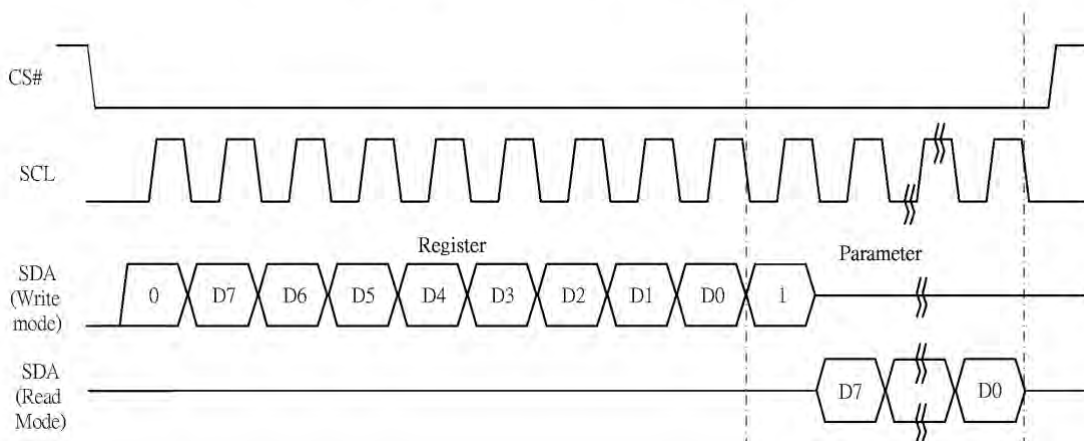 CS#
SCL
Register
Parameter
SDA
(Write
mode)
0 D7 D6 D5 D4 D3 D2 D1 D0 1
SDA
(Read
Mode)
D7 D0